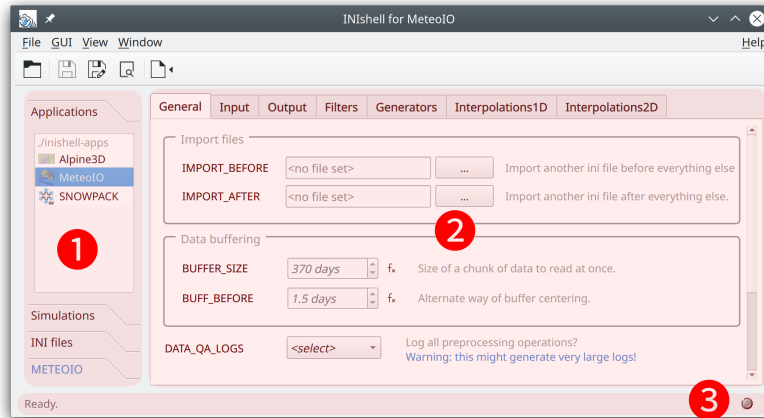 INIshell for MeteoIO
File GUI View Window Help
Applications
./inishell-apps
Alpine3D
MeteoIO
SNOWPACK
1
Simulations
INI files
METEOIO
General Input Output Filters Generators Interpolations1D Interpolations2D
Import files
IMPORT_BEFORE <no file set> ... Import another ini file before everything else
IMPORT_AFTER <no file set> ... Import another ini file after everything else.
2
Data buffering
BUFFER_SIZE 370 days fₓ Size of a chunk of data to read at once.
BUFF_BEFORE 1.5 days fₓ Alternate way of buffer centering.
DATA_QA_LOGS <select> Log all preprocessing operations?
Warning: this might generate very large logs!
Ready.
3